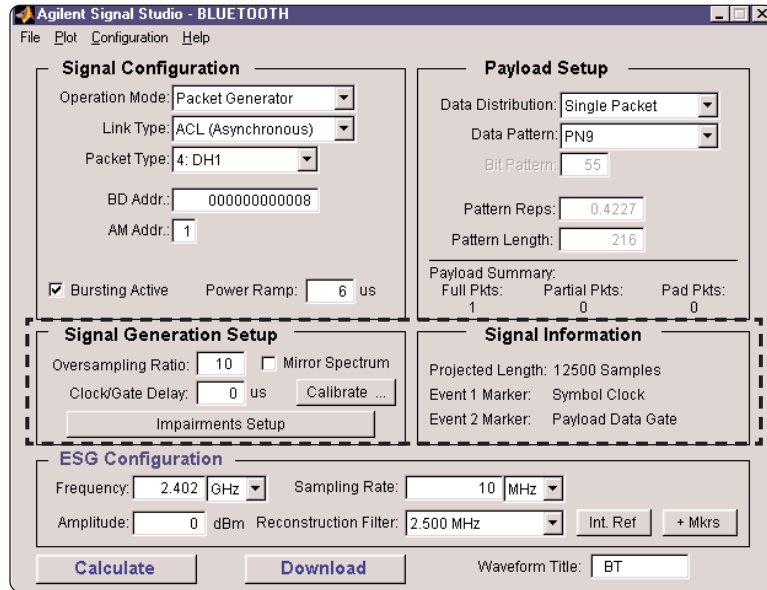 Agilent Signal Studio - BLUETOOTH
File Plot Configuration Help
Signal Configuration
Operation Mode: Packet Generator
Link Type: ACL (Asynchronous)
Packet Type: 4: DH1
BD Addr.: 000000000008
AM Addr.: 1
Bursting Active Power Ramp: 6 us
Payload Setup
Data Distribution: Single Packet
Data Pattern: PN9
Bit Pattern: 55
Pattern Reps: 0.4227
Pattern Length: 216
Payload Summary:
Full Pkts: Partial Pkts: Pad Pkts:
1 0 0
Signal Generation Setup
Oversampling Ratio: 10 Mirror Spectrum
Clock/Gate Delay: 0 us Calibrate ...
Impairments Setup
Signal Information
Projected Length: 12500 Samples
Event 1 Marker: Symbol Clock
Event 2 Marker: Payload Data Gate
ESG Configuration
Frequency: 2.402 GHz Sampling Rate: 10 MHz
Amplitude: 0 dBm Reconstruction Filter: 2.500 MHz Int. Ref + Mkrs
Calculate Download Waveform Title: BT